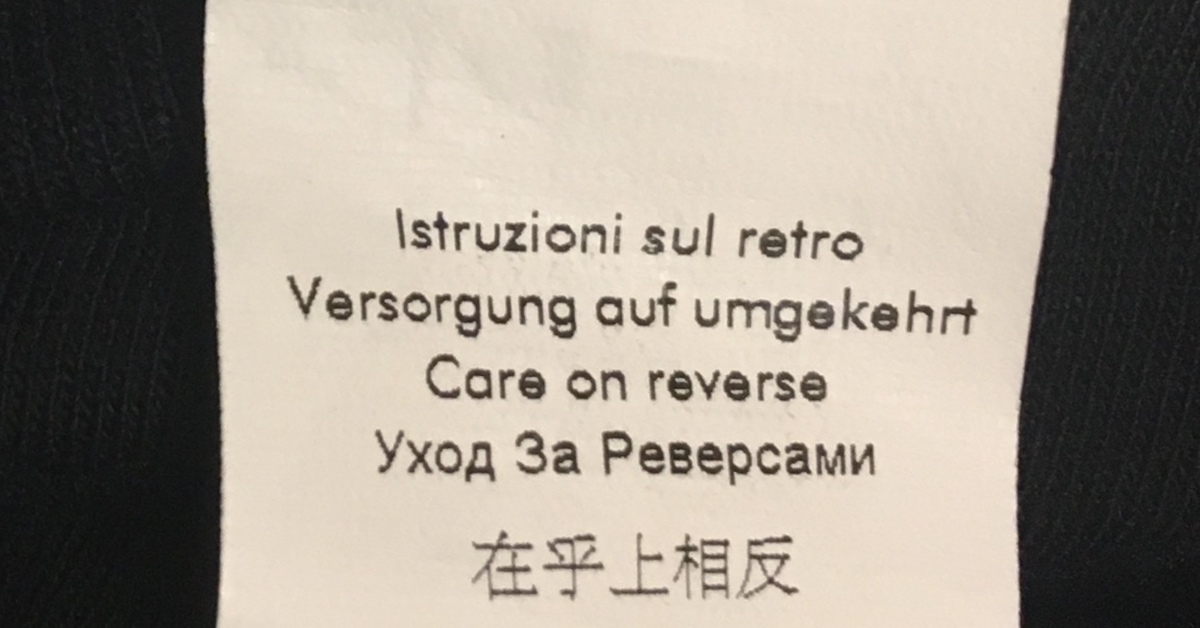 Istruzioni sul retro
Versorgung auf umgekehrt
Care on reverse
Уход За Реверсами
在乎上相反